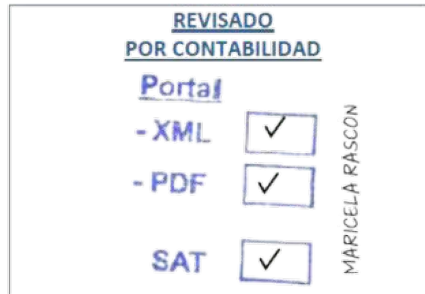 REVISADO
POR CONTABILIDAD
Portal
- XML ✓
- PDF ✓
SAT ✓
MARICELA RASCON